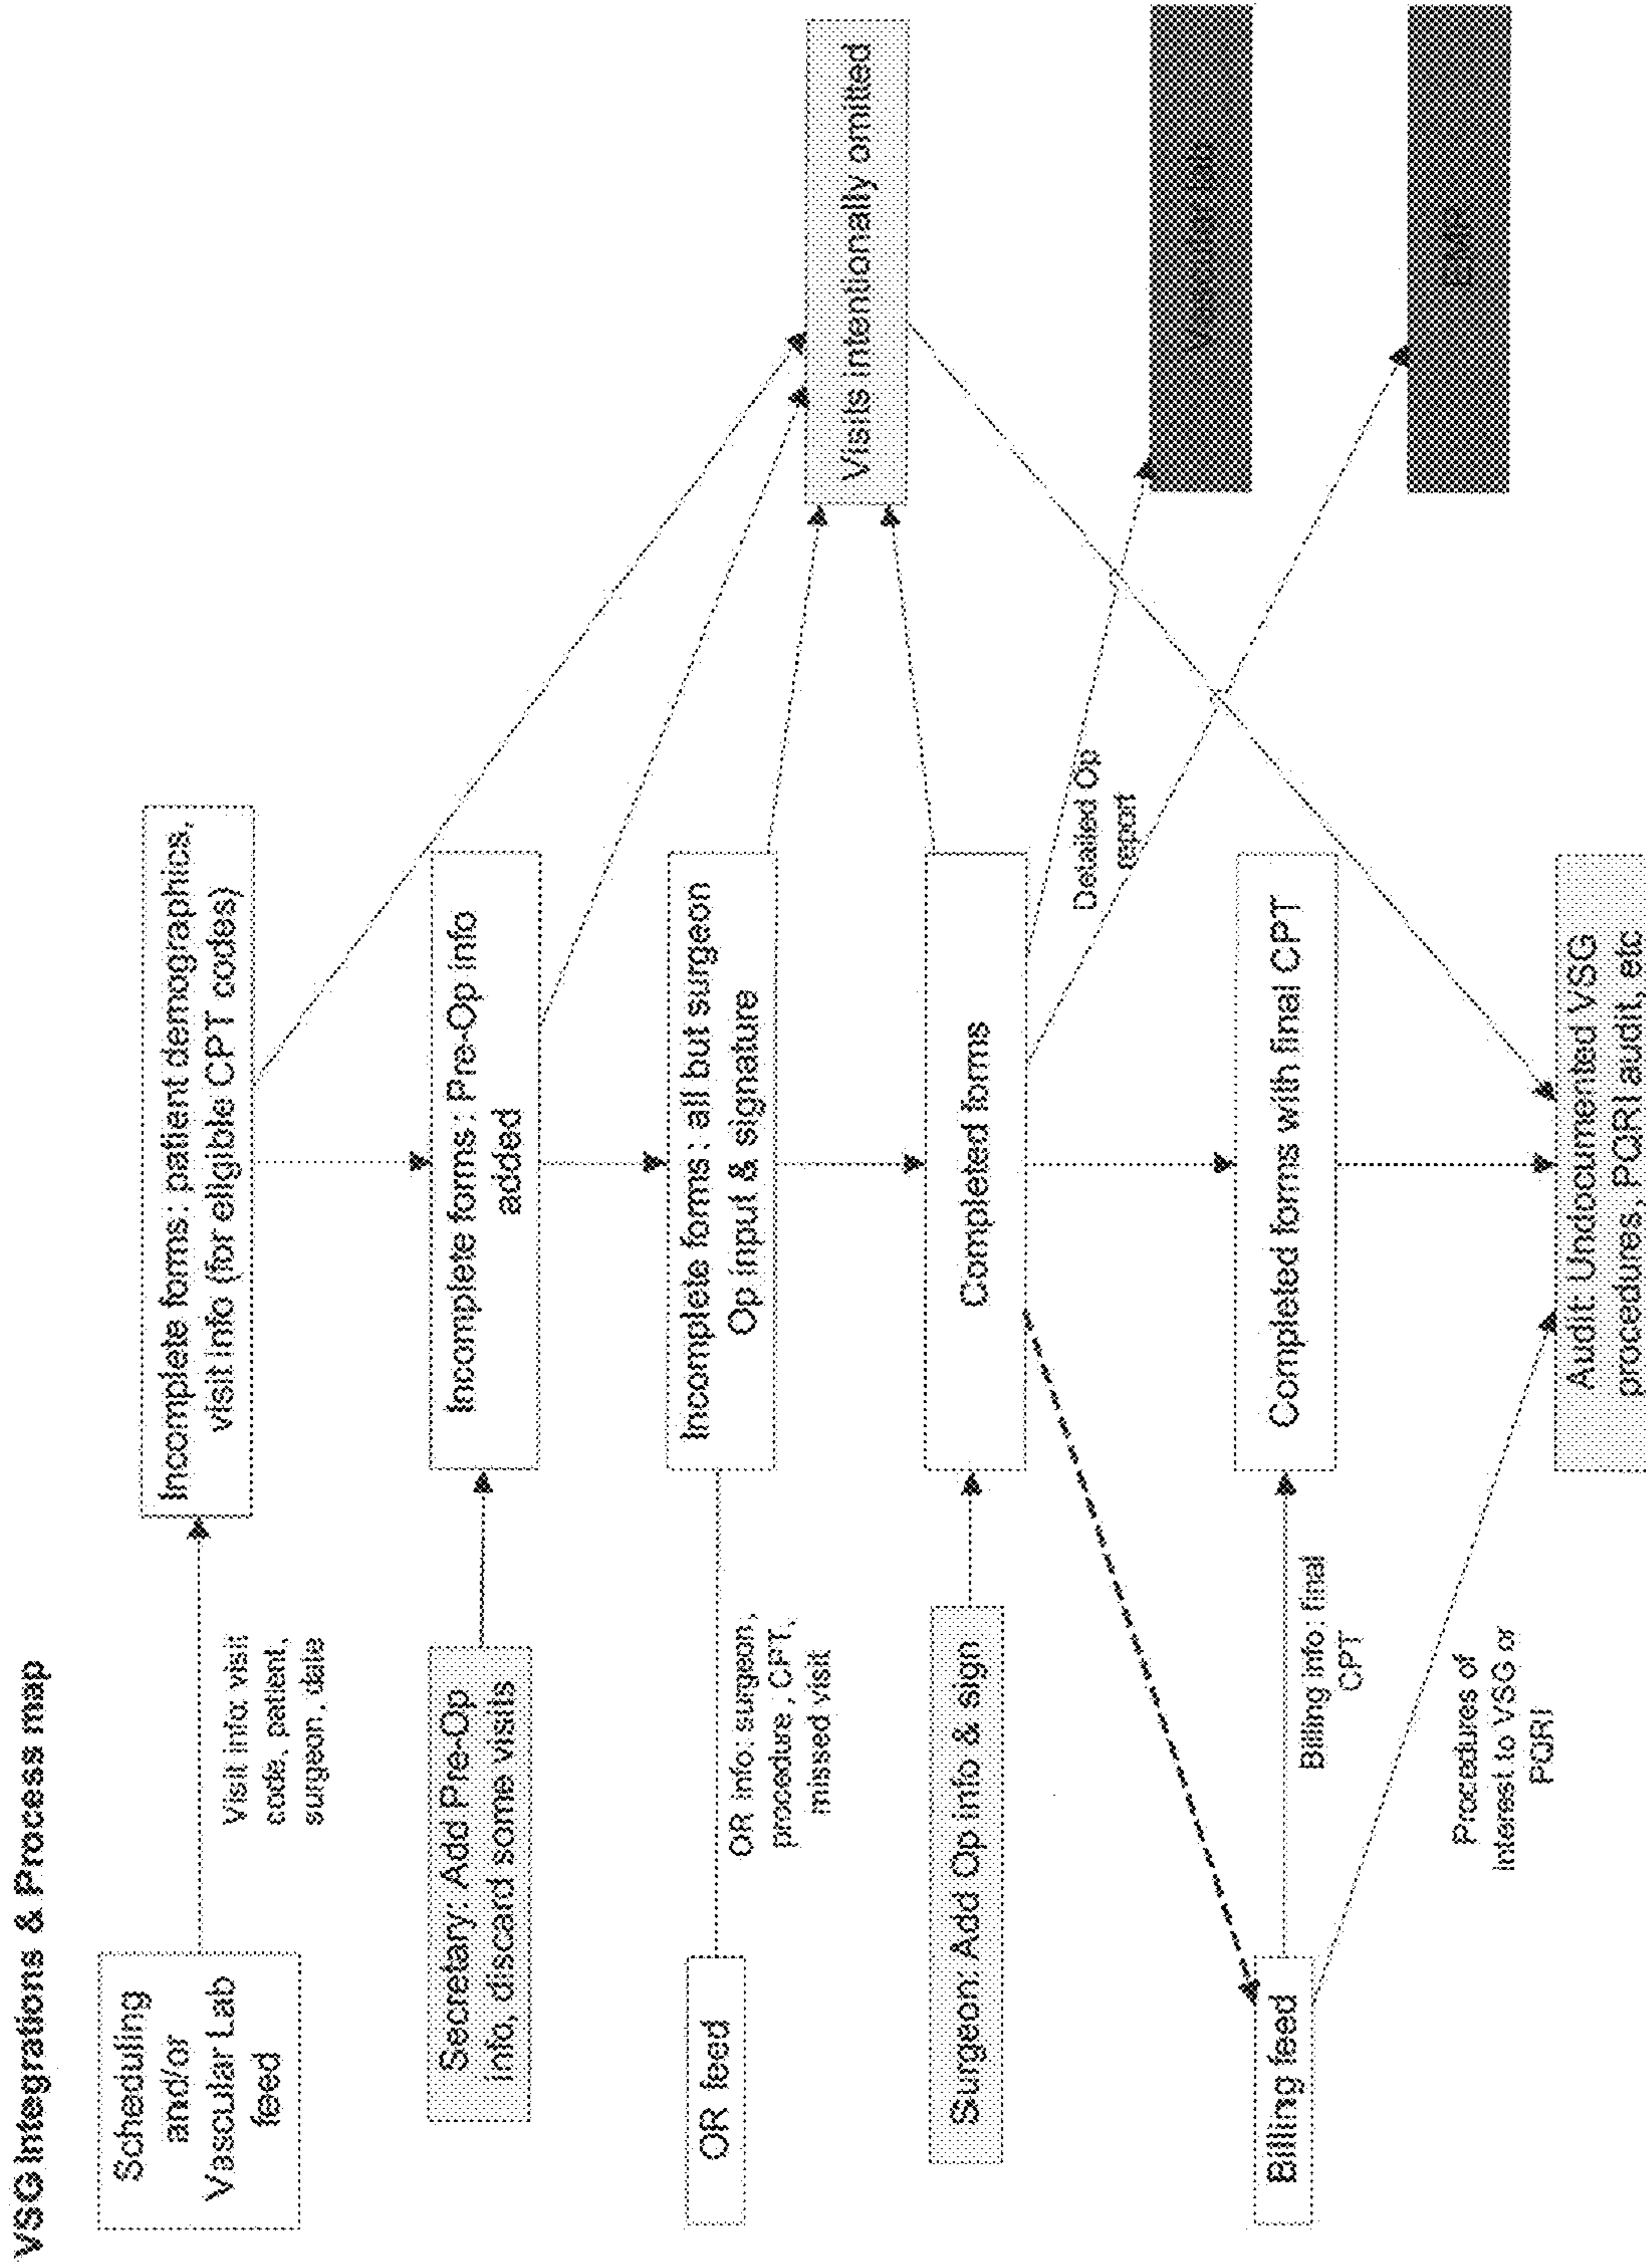 VSG Integrations & Process map
Scheduling
and/or
Vascular Lab
feed
Visit info: visit
code, patient,
surgeon, date
Incomplete forms: patient demographics,
visit info (for eligible CPT codes)
Secretary: Add Pre-Op
info, discard some visits
Incomplete forms: Pre-Op info
added
OR feed
OR info: surgeon,
procedure, CPT,
missed visit
Incomplete forms: all but surgeon
Op input & signature
Visits intentionally omitted
Surgeon: Add Op info & sign
Completed forms
Detailed Op
report
Vascular lab
Billing feed
Billing info: final
CPT
Completed forms with final CPT
Procedures of
interest to VSG or
PQRI
Audit: Undocumented VSG
procedures, PQRI audit, etc